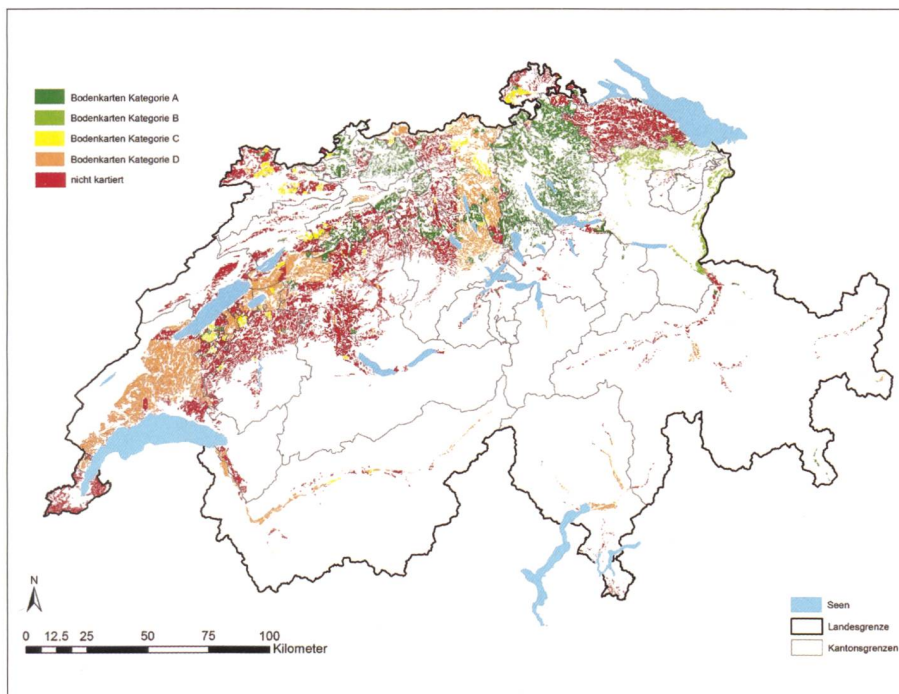 Bodenkarten Kategorie A
Bodenkarten Kategorie B
Bodenkarten Kategorie C
Bodenkarten Kategorie D
nicht kartiert
N
0 12.5 25 50 75 100
Kilometer
Seen
Landesgrenze
Kantonsgrenzen